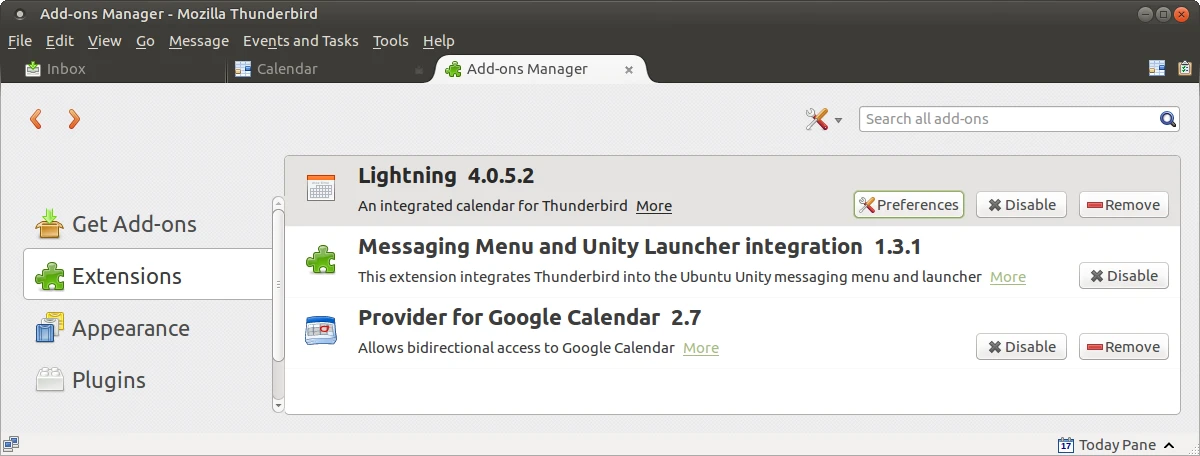 Add-ons Manager - Mozilla Thunderbird
File Edit View Go Message Events and Tasks Tools Help
Inbox Calendar Add-ons Manager
Search all add-ons
Get Add-ons
Extensions
Appearance
Plugins
Lightning 4.0.5.2
An integrated calendar for Thunderbird More
Preferences Disable Remove
Messaging Menu and Unity Launcher integration 1.3.1
This extension integrates Thunderbird into the Ubuntu Unity messaging menu and launcher More
Disable
Provider for Google Calendar 2.7
Allows bidirectional access to Google Calendar More
Disable Remove
17 Today Pane